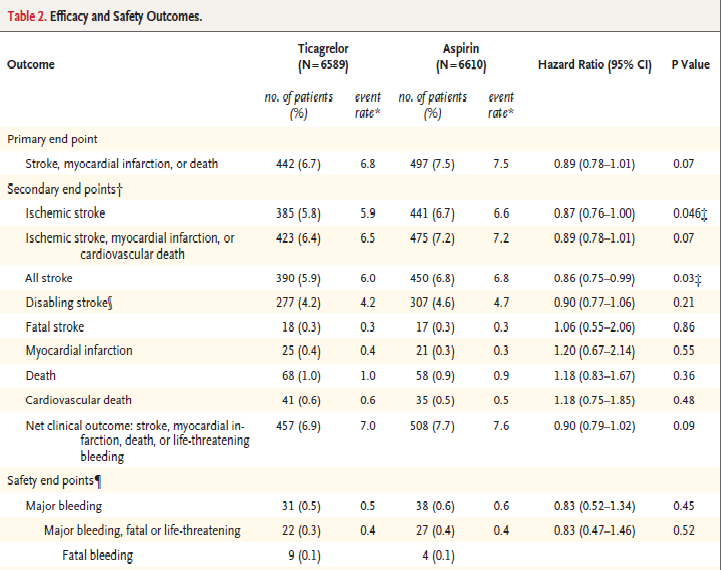 Table 2. Efficacy and Safety Outcomes.
Outcome Ticagrelor (N=6589) Aspirin (N=6610) Hazard Ratio (95% CI) P Value
no. of patients (%) event rate* no. of patients (%) event rate*
Primary end point
Stroke, myocardial infarction, or death 442 (6.7) 6.8 497 (7.5) 7.5 0.89 (0.78–1.01) 0.07
Secondary end points†
Ischemic stroke 385 (5.8) 5.9 441 (6.7) 6.6 0.87 (0.76–1.00) 0.046‡
Ischemic stroke, myocardial infarction, or 423 (6.4) 6.5 475 (7.2) 7.2 0.89 (0.78–1.01) 0.07
cardiovascular death
All stroke 390 (5.9) 6.0 450 (6.8) 6.8 0.86 (0.75–0.99) 0.03‡
Disabling stroke§ 277 (4.2) 4.2 307 (4.6) 4.7 0.90 (0.77–1.06) 0.21
Fatal stroke 18 (0.3) 0.3 17 (0.3) 0.3 1.06 (0.55–2.06) 0.86
Myocardial infarction 25 (0.4) 0.4 21 (0.3) 0.3 1.20 (0.67–2.14) 0.55
Death 68 (1.0) 1.0 58 (0.9) 0.9 1.18 (0.83–1.67) 0.36
Cardiovascular death 41 (0.6) 0.6 35 (0.5) 0.5 1.18 (0.75–1.85) 0.48
Net clinical outcome: stroke, myocardial in- 457 (6.9) 7.0 508 (7.7) 7.6 0.90 (0.79–1.02) 0.09
farction, death, or life-threatening
bleeding
Safety end points¶
Major bleeding 31 (0.5) 0.5 38 (0.6) 0.6 0.83 (0.52–1.34) 0.45
Major bleeding, fatal or life-threatening 22 (0.3) 0.4 27 (0.4) 0.4 0.83 (0.47–1.46) 0.52
Fatal bleeding 9 (0.1) 4 (0.1)